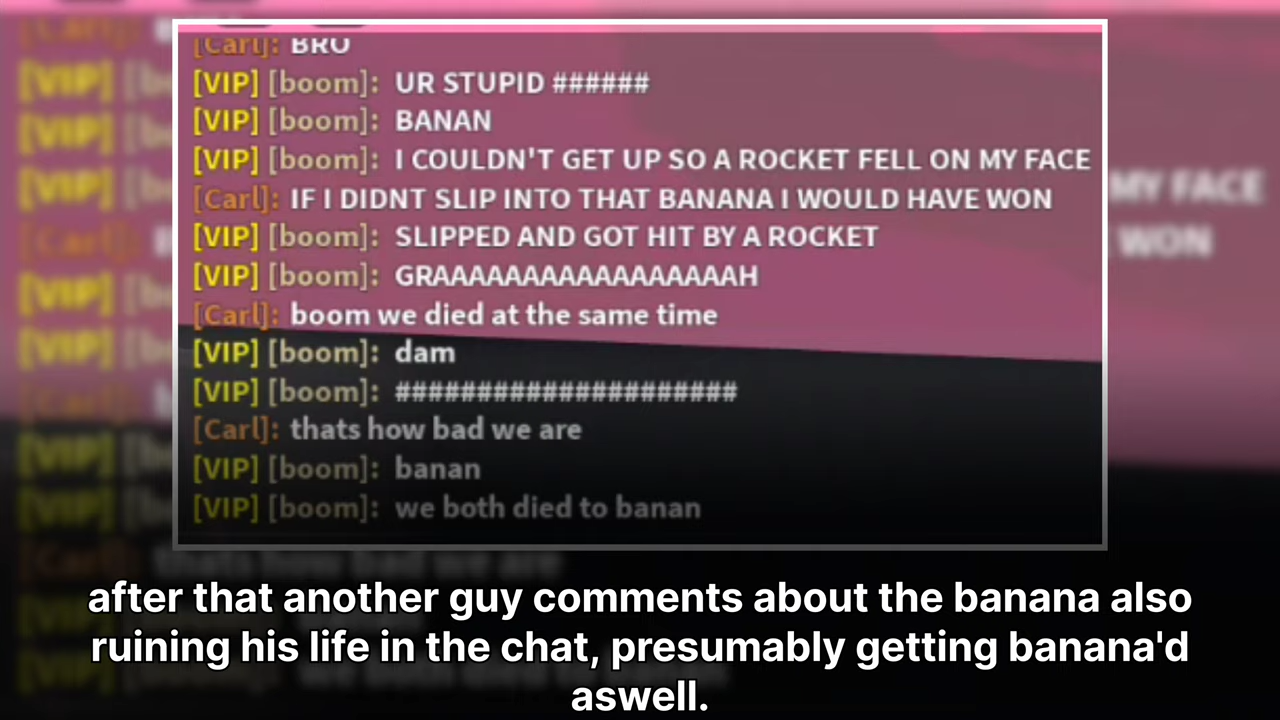 [Carl]: BRO
[VIP] [boom]: UR STUPID ######
[VIP] [boom]: BANAN
[VIP] [boom]: I COULDN'T GET UP SO A ROCKET FELL ON MY FACE
[Carl]: IF I DIDNT SLIP INTO THAT BANANA I WOULD HAVE WON
[VIP] [boom]: SLIPPED AND GOT HIT BY A ROCKET
[VIP] [boom]: GRAAAAAAAAAAAAAAAAAH
[Carl]: boom we died at the same time
[VIP] [boom]: dam
[VIP] [boom]: #####################
[Carl]: thats how bad we are
[VIP] [boom]: banan
[VIP] [boom]: we both died to banan
after that another guy comments about the banana also
ruining his life in the chat, presumably getting banana'd
aswell.